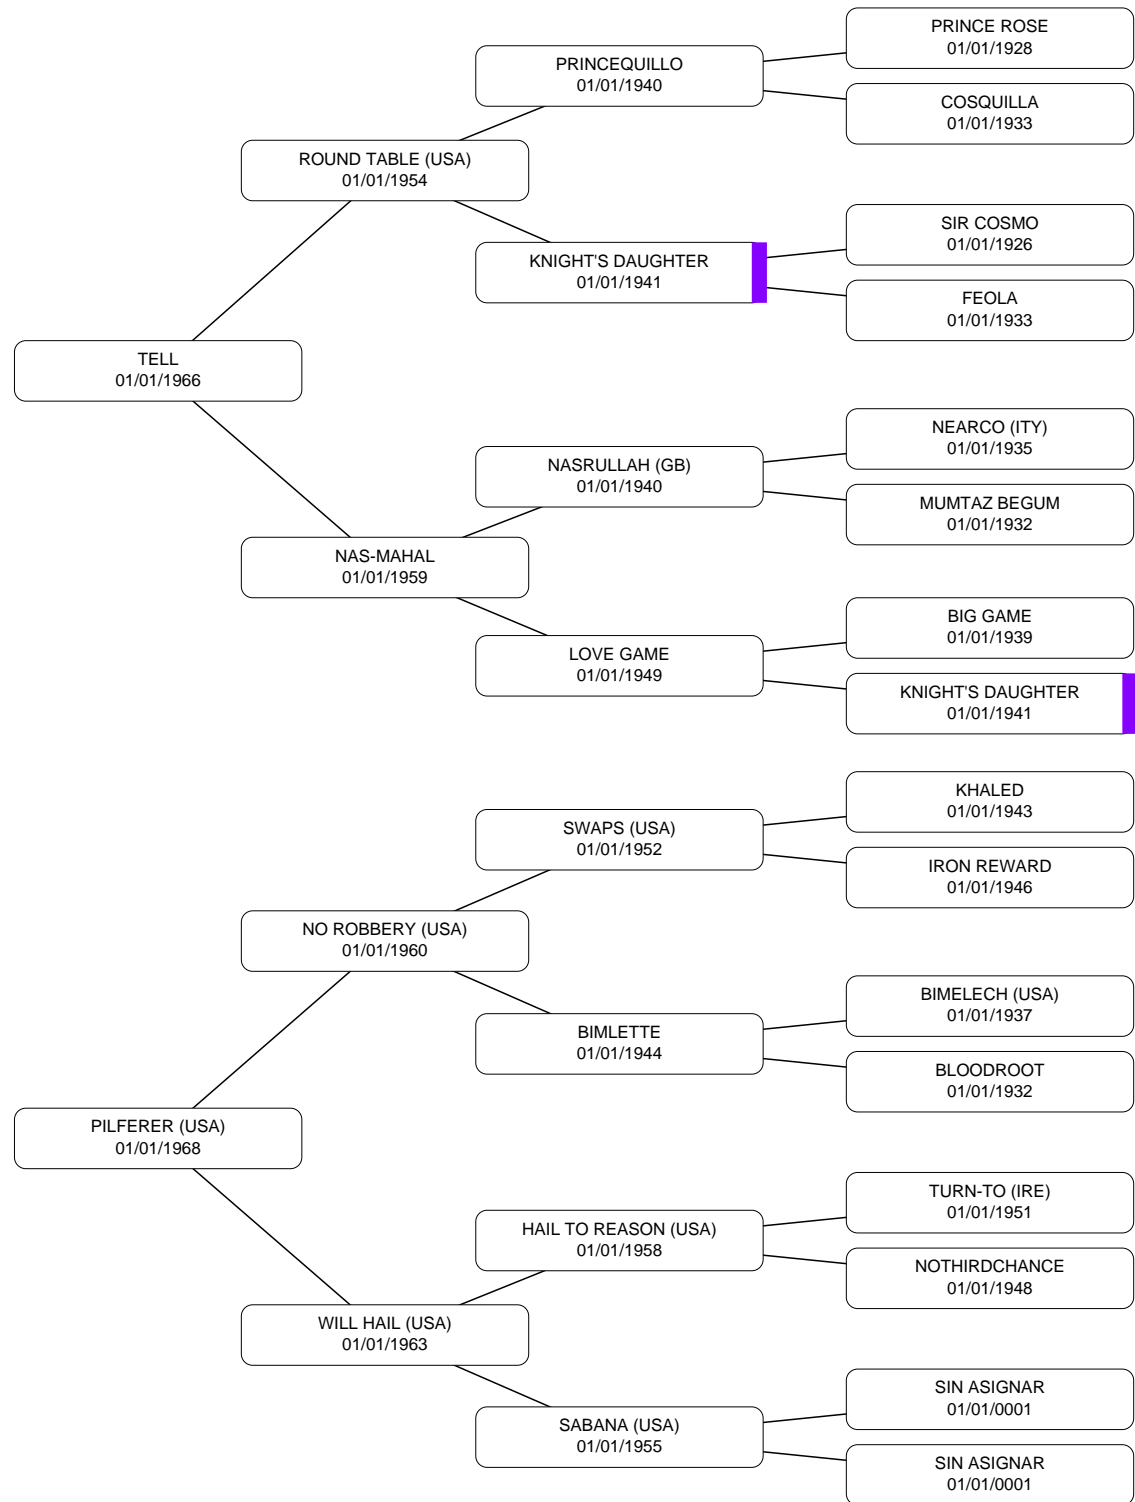 PRINCE ROSE
01/01/1928
PRINCEQUILLO
01/01/1940
COSQUILLA
01/01/1933
ROUND TABLE (USA)
01/01/1954
SIR COSMO
01/01/1926
KNIGHT'S DAUGHTER
01/01/1941
FEOLA
01/01/1933
TELL
01/01/1966
NEARCO (ITY)
01/01/1935
NASRULLAH (GB)
01/01/1940
MUMTAZ BEGUM
01/01/1932
NAS-MAHAL
01/01/1959
BIG GAME
01/01/1939
LOVE GAME
01/01/1949
KNIGHT'S DAUGHTER
01/01/1941
KHALED
01/01/1943
SWAPS (USA)
01/01/1952
IRON REWARD
01/01/1946
NO ROBBERY (USA)
01/01/1960
BIMELECH (USA)
01/01/1937
BIMLETTE
01/01/1944
BLOODROOT
01/01/1932
PILFERER (USA)
01/01/1968
TURN-TO (IRE)
01/01/1951
HAIL TO REASON (USA)
01/01/1958
NOTHIRDCHANCE
01/01/1948
WILL HAIL (USA)
01/01/1963
SIN ASIGNAR
01/01/0001
SABANA (USA)
01/01/1955
SIN ASIGNAR
01/01/0001